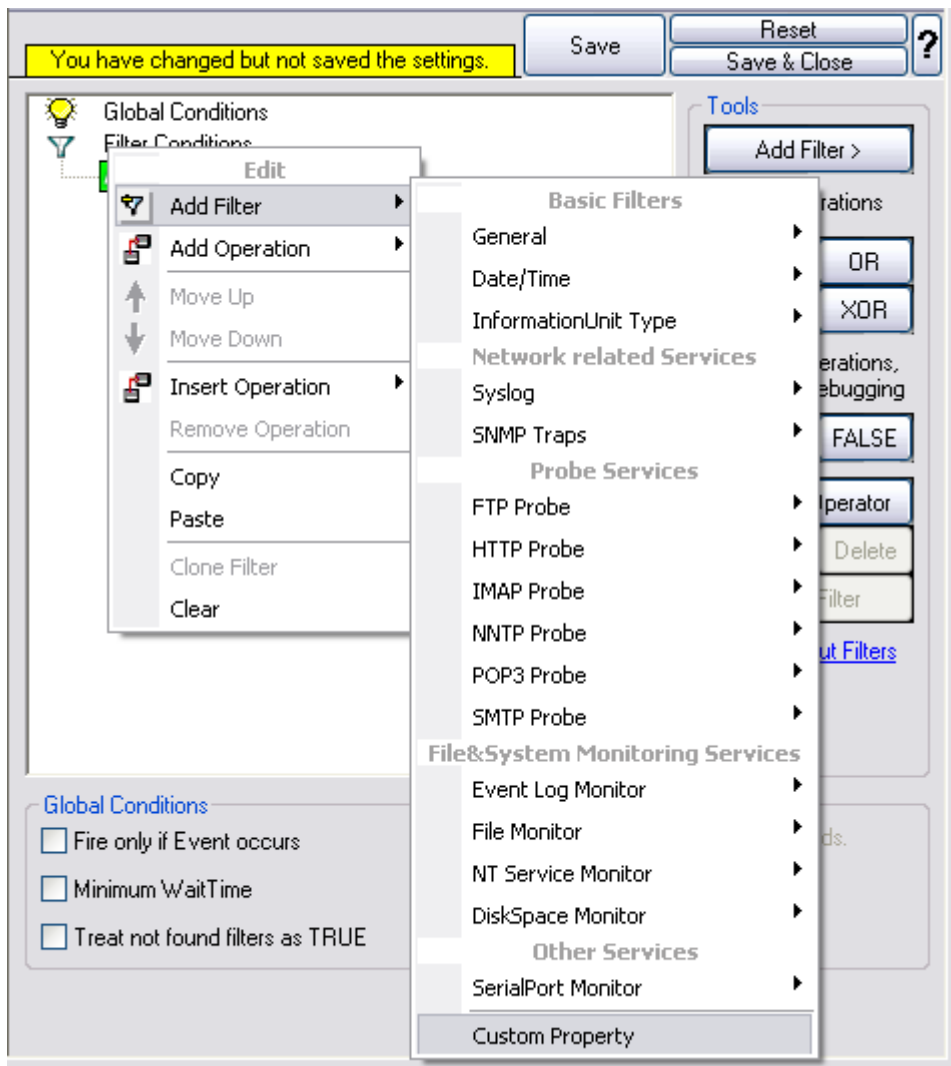 You have changed but not saved the settings.
Save
Reset
Save & Close
?
Global Conditions
Filter Conditions
Tools
Add Filter >
rations
OR
XOR
erations,
ebugging
FALSE
perator
Delete
Filter
ut Filters
Edit
Add Filter
Add Operation
Move Up
Move Down
Insert Operation
Remove Operation
Copy
Paste
Clone Filter
Clear
Basic Filters
General
Date/Time
InformationUnit Type
Network related Services
Syslog
SNMP Traps
Probe Services
FTP Probe
HTTP Probe
IMAP Probe
NNTP Probe
POP3 Probe
SMTP Probe
File&System Monitoring Services
Event Log Monitor
File Monitor
NT Service Monitor
DiskSpace Monitor
Other Services
SerialPort Monitor
Custom Property
Global Conditions
Fire only if Event occurs
ds.
Minimum WaitTime
Treat not found filters as TRUE